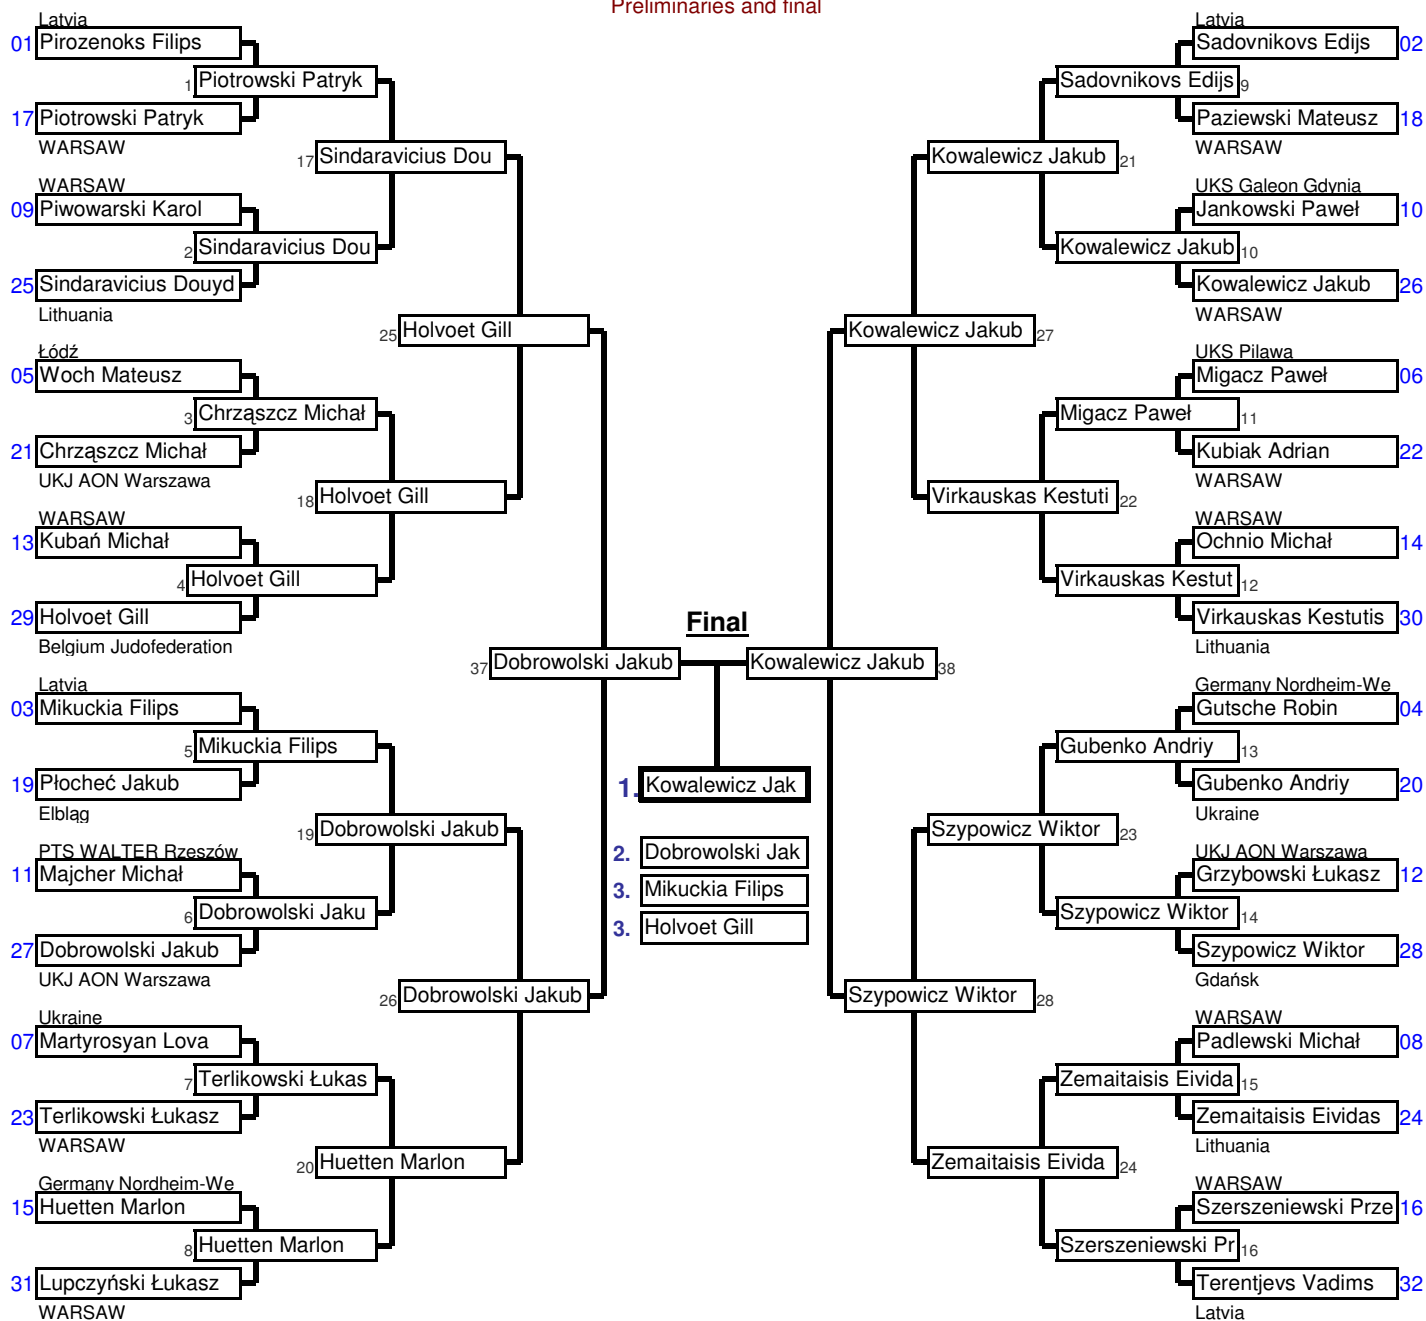 Preliminaries and final
Latvia
01 Pirozenoks Filips
1 Piotrowski Patryk
17 Piotrowski Patryk
WARSAW
17 Sindaravicius Dou
WARSAW
09 Piwowarski Karol
2 Sindaravicius Dou
25 Sindaravicius Douyd
Lithuania
25 Holvoet Gill
Łódź
05 Woch Mateusz
3 Chrząszcz Michał
21 Chrząszcz Michał
UKJ AON Warszawa
18 Holvoet Gill
WARSAW
13 Kubań Michał
4 Holvoet Gill
29 Holvoet Gill
Belgium Judofederation
37 Dobrowolski Jakub
Latvia
03 Mikuckia Filips
5 Mikuckia Filips
19 Płocheć Jakub
Elbląg
19 Dobrowolski Jakub
PTS WALTER Rzeszów
11 Majcher Michał
6 Dobrowolski Jaku
27 Dobrowolski Jakub
UKJ AON Warszawa
26 Dobrowolski Jakub
Ukraine
07 Martyrosyan Lova
7 Terlikowski Łukas
23 Terlikowski Łukasz
WARSAW
20 Huetten Marlon
Germany Nordheim-We
15 Huetten Marlon
8 Huetten Marlon
31 Lupczyński Łukasz
WARSAW
Final
1. Kowalewicz Jak
2. Dobrowolski Jak
3. Mikuckia Filips
3. Holvoet Gill
Latvia
Sadovnikovs Edijs 02
Sadovnikovs Edijs 9
Paziewski Mateusz 18
WARSAW
Kowalewicz Jakub 21
UKS Galeon Gdynia
Jankowski Paweł 10
Kowalewicz Jakub 10
Kowalewicz Jakub 26
WARSAW
Kowalewicz Jakub 27
UKS Pilawa
Migacz Paweł 06
Migacz Paweł 11
Kubiak Adrian 22
WARSAW
Virkauskas Kestuti 22
WARSAW
Ochnio Michał 14
Virkauskas Kestut 12
Virkauskas Kestutis 30
Lithuania
Kowalewicz Jakub 38
Germany Nordheim-We
Gutsche Robin 04
Gubenko Andriy 13
Gubenko Andriy 20
Ukraine
Szypowicz Wiktor 23
UKJ AON Warszawa
Grzybowski Łukasz 12
Szypowicz Wiktor 14
Szypowicz Wiktor 28
Gdańsk
Szypowicz Wiktor 28
WARSAW
Padlewski Michał 08
Zemaitaisis Eivida 15
Zemaitaisis Eividas 24
Lithuania
Zemaitaisis Eivida 24
WARSAW
Szerszeniewski Prze 16
Szerszeniewski Pr 16
Terentjevs Vadims 32
Latvia